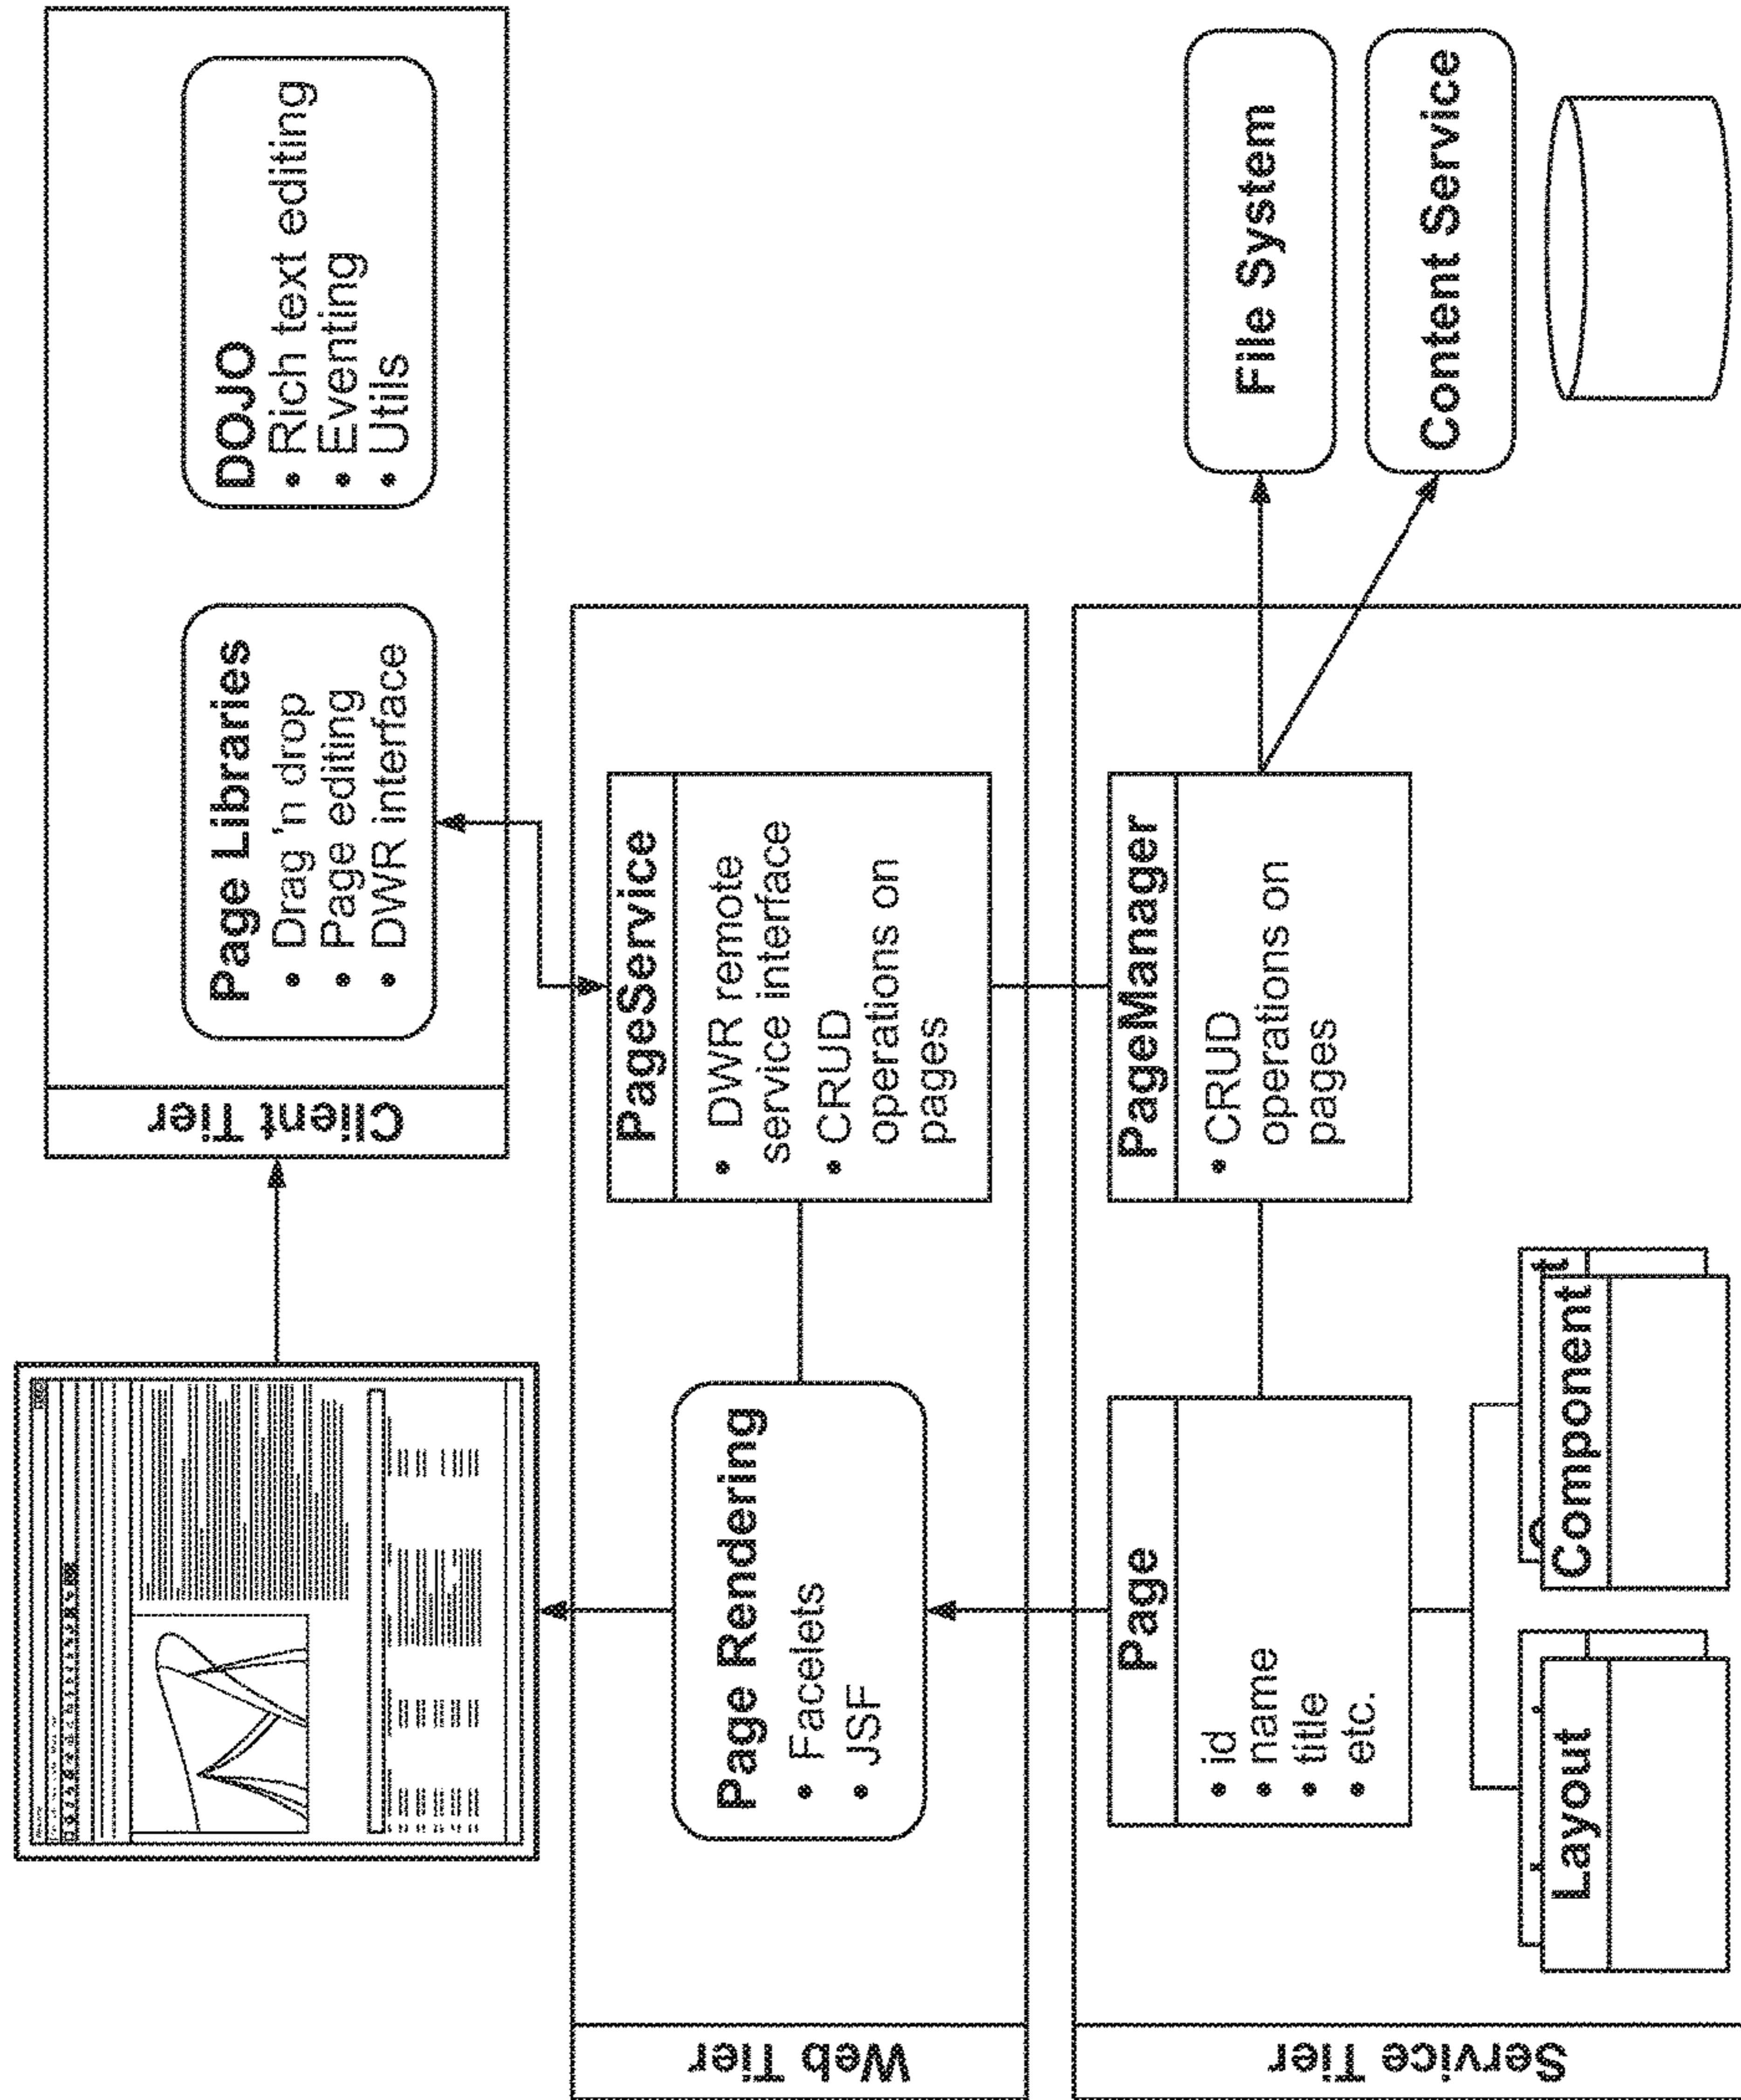 Client Tier
Page Libraries
• Drag 'n drop
• Page editing
• DWR interface
DOJO
• Rich text editing
• Eventing
• Utils
Web Tier
Page Rendering
• Facelets
• JSF
PageService
• DWR remote
service interface
• CRUD
operations on
pages
Service Tier
Page
• id
• name
• title
• etc.
PageManager
• CRUD
operations on
pages
Layout
Component
File System
Content Service